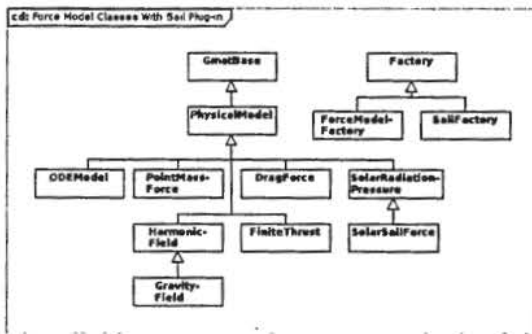 cd: Force Model Classes With Sail Plug-in
GmatBase
Factory
PhysicalModel
ForceModel-
Factory
SailFactory
ODEModel
PointMass-
Force
DragForce
SolarRadiation-
Pressure
Harmonic-
Field
FiniteThrust
SolarSailForce
Gravity-
Field